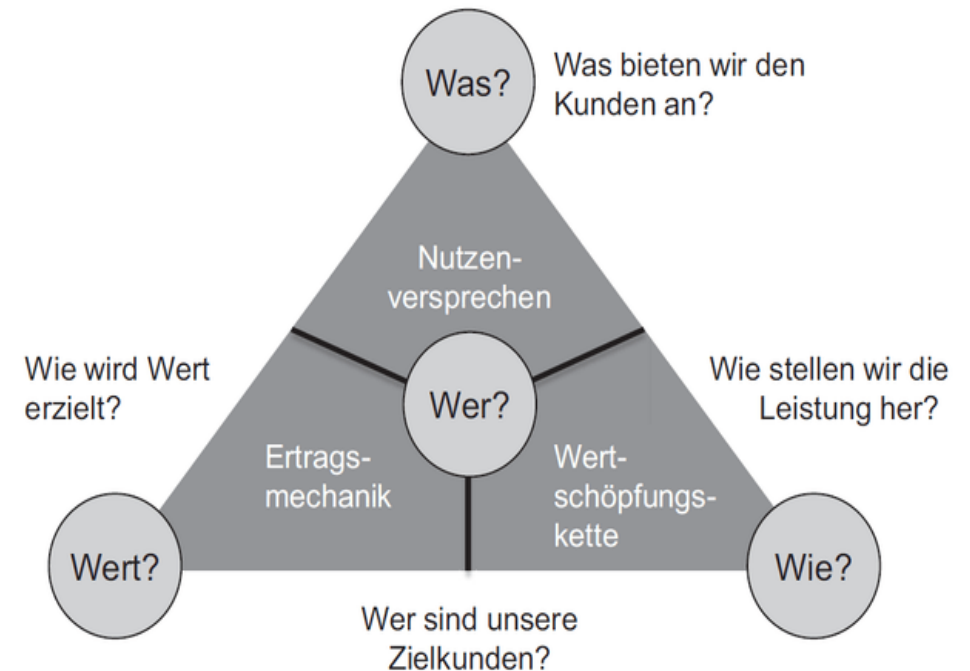 Was?
Was bieten wir den
Kunden an?
Nutzen-
versprechen
Wie wird Wert
erzielt?
Wer?
Wie stellen wir die
Leistung her?
Ertrags-
mechanik
Wert-
schöpfungs-
kette
Wert?
Wie?
Wer sind unsere
Zielkunden?